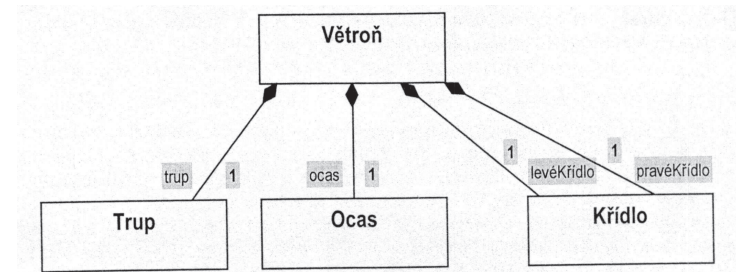 Větroň
1
1
trup
1
ocas
1
levéKřídlo
pravéKřídlo
Trup
Ocas
Křídlo